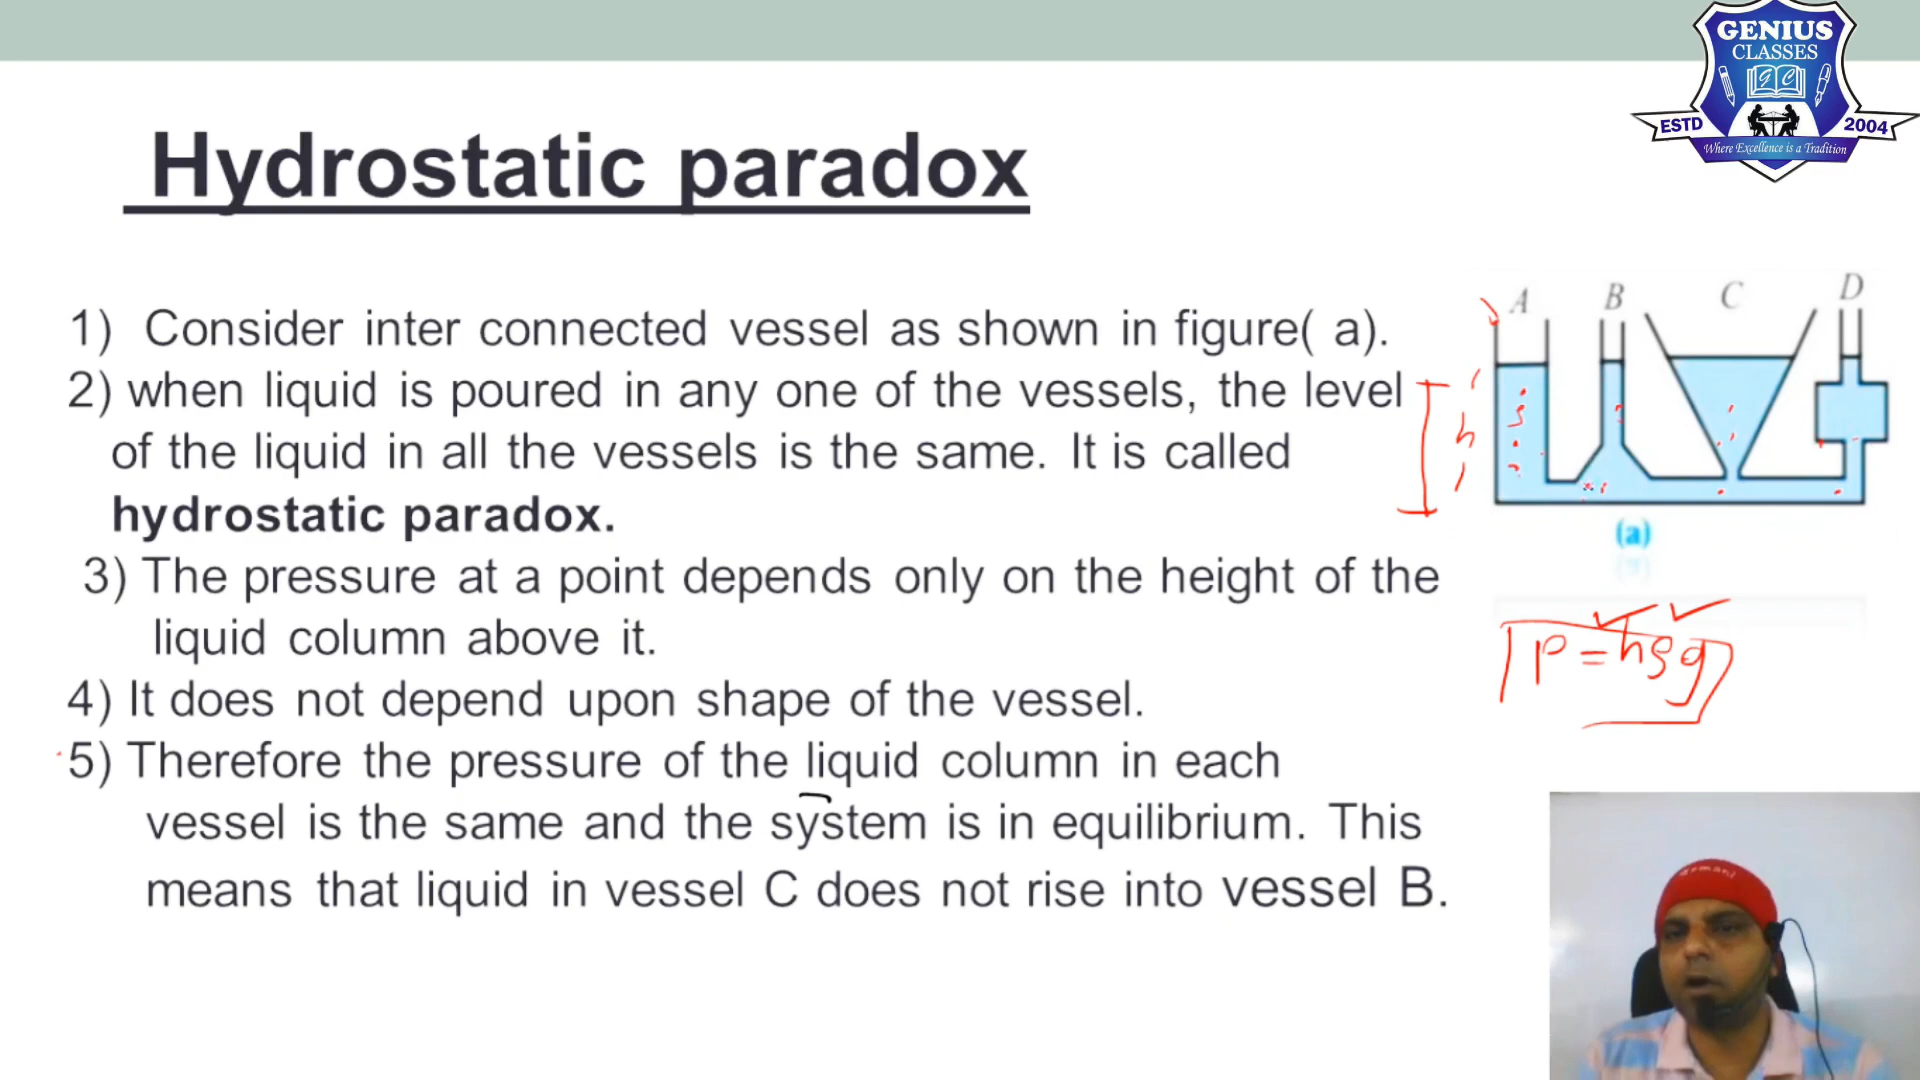 GENIUS
CLASSES
GC
ESTD 2004
Where Excellence is a Tradition
Hydrostatic paradox
1) Consider inter connected vessel as shown in figure( a).
2) when liquid is poured in any one of the vessels, the level
of the liquid in all the vessels is the same. It is called
hydrostatic paradox.
3) The pressure at a point depends only on the height of the
liquid column above it.
4) It does not depend upon shape of the vessel.
5) Therefore the pressure of the liquid column in each
vessel is the same and the system is in equilibrium. This
means that liquid in vessel C does not rise into vessel B.
A B C D
h
(a)
P = hρg